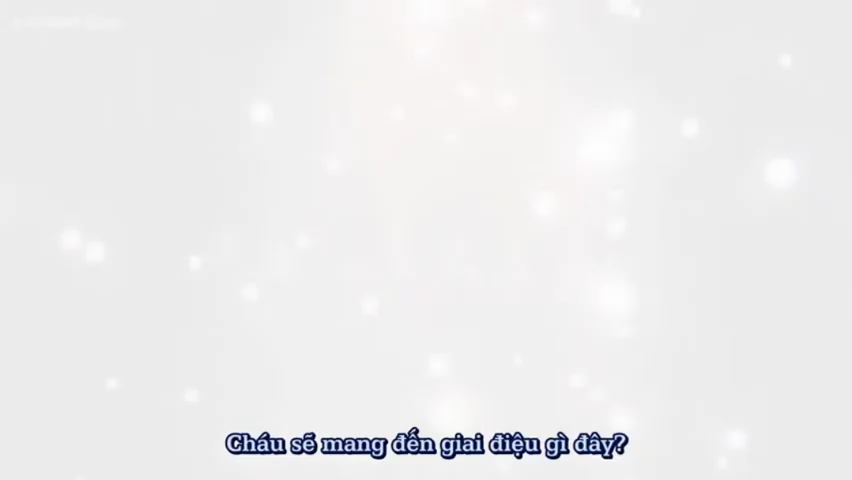 Cháu sẽ mang đến giai điệu gì đây?